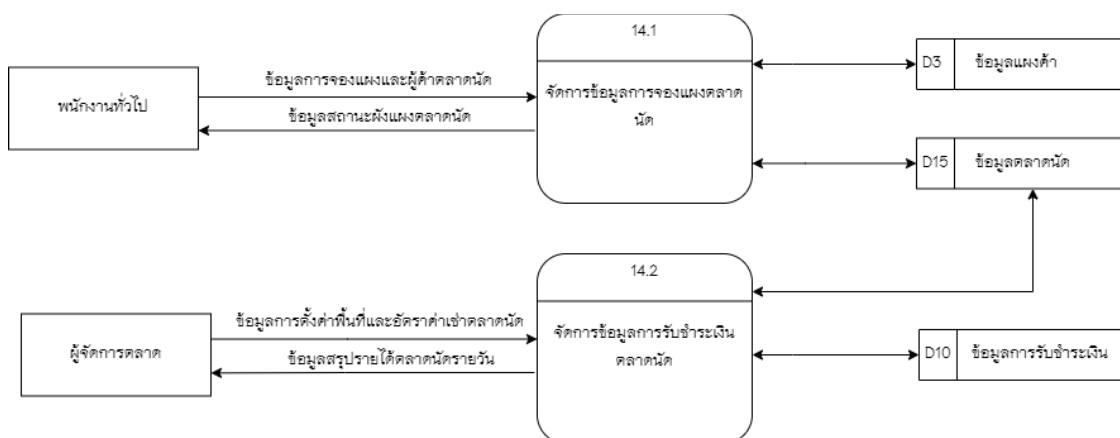 14.1
D3 ข้อมูลแผงค้า
ข้อมูลการจองแผงและผู้ค้าตลาดนัด
พนักงานทั่วไป
จัดการข้อมูลการจองแผงตลาด
นัด
ข้อมูลสถานะผังแผงตลาดนัด
D15 ข้อมูลตลาดนัด
14.2
ข้อมูลการตั้งค่าพื้นที่และอัตราค่าเช่าตลาดนัด
ผู้จัดการตลาด
จัดการข้อมูลการรับชำระเงิน
ตลาดนัด
ข้อมูลสรุปรายได้ตลาดนัดรายวัน
D10 ข้อมูลการรับชำระเงิน